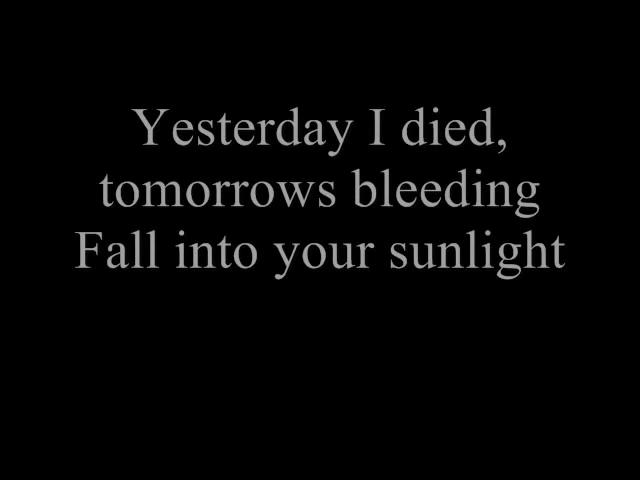 Yesterday I died,
tomorrows bleeding
Fall into your sunlight